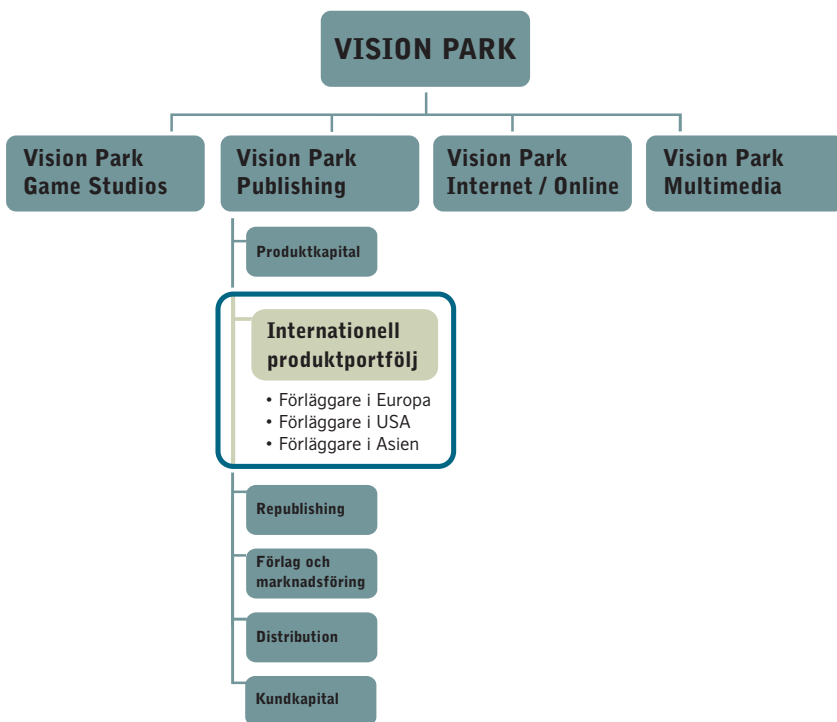 VISION PARK
Vision Park
Game Studios
Vision Park
Publishing
Vision Park
Internet / Online
Vision Park
Multimedia
Produktkapital
Internationell
produktportfölj
• Förläggare i Europa
• Förläggare i USA
• Förläggare i Asien
Republishing
Förlag och
marknadsföring
Distribution
Kundkapital